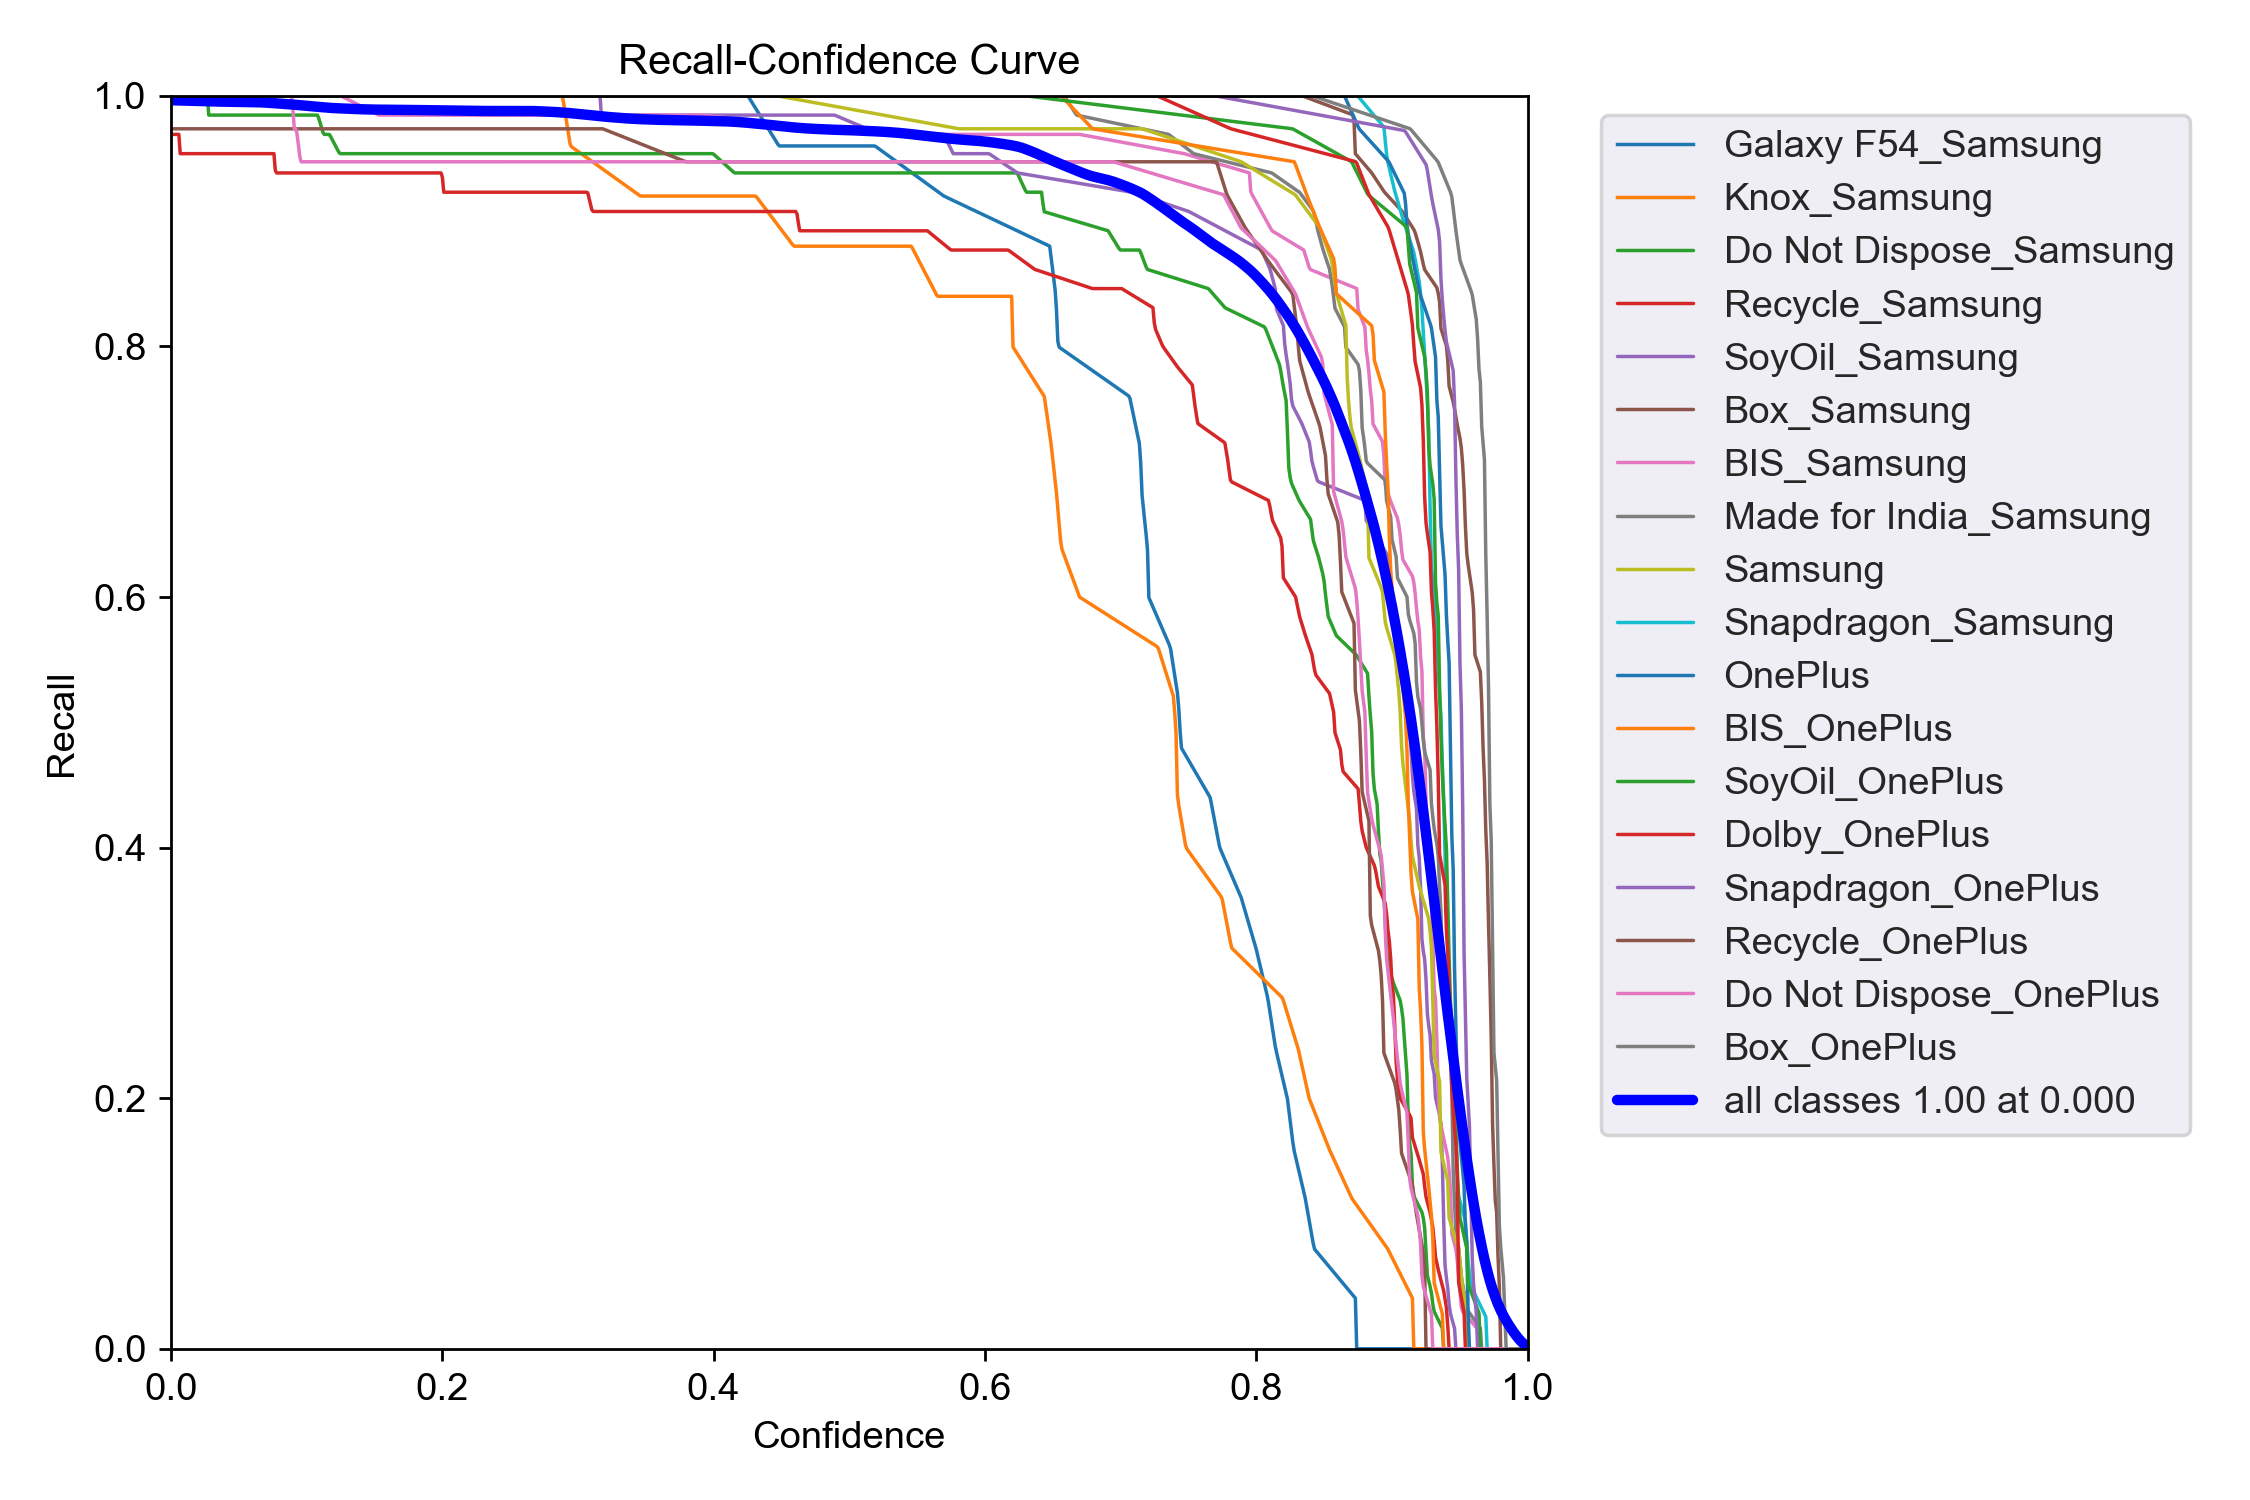 Recall-Confidence Curve
1.0
0.8
0.6
0.4
0.2
0.0
Recall
0.0 0.2 0.4 0.6 0.8 1.0
Confidence
Galaxy F54_Samsung
Knox_Samsung
Do Not Dispose_Samsung
Recycle_Samsung
SoyOil_Samsung
Box_Samsung
BIS_Samsung
Made for India_Samsung
Samsung
Snapdragon_Samsung
OnePlus
BIS_OnePlus
SoyOil_OnePlus
Dolby_OnePlus
Snapdragon_OnePlus
Recycle_OnePlus
Do Not Dispose_OnePlus
Box_OnePlus
all classes 1.00 at 0.000